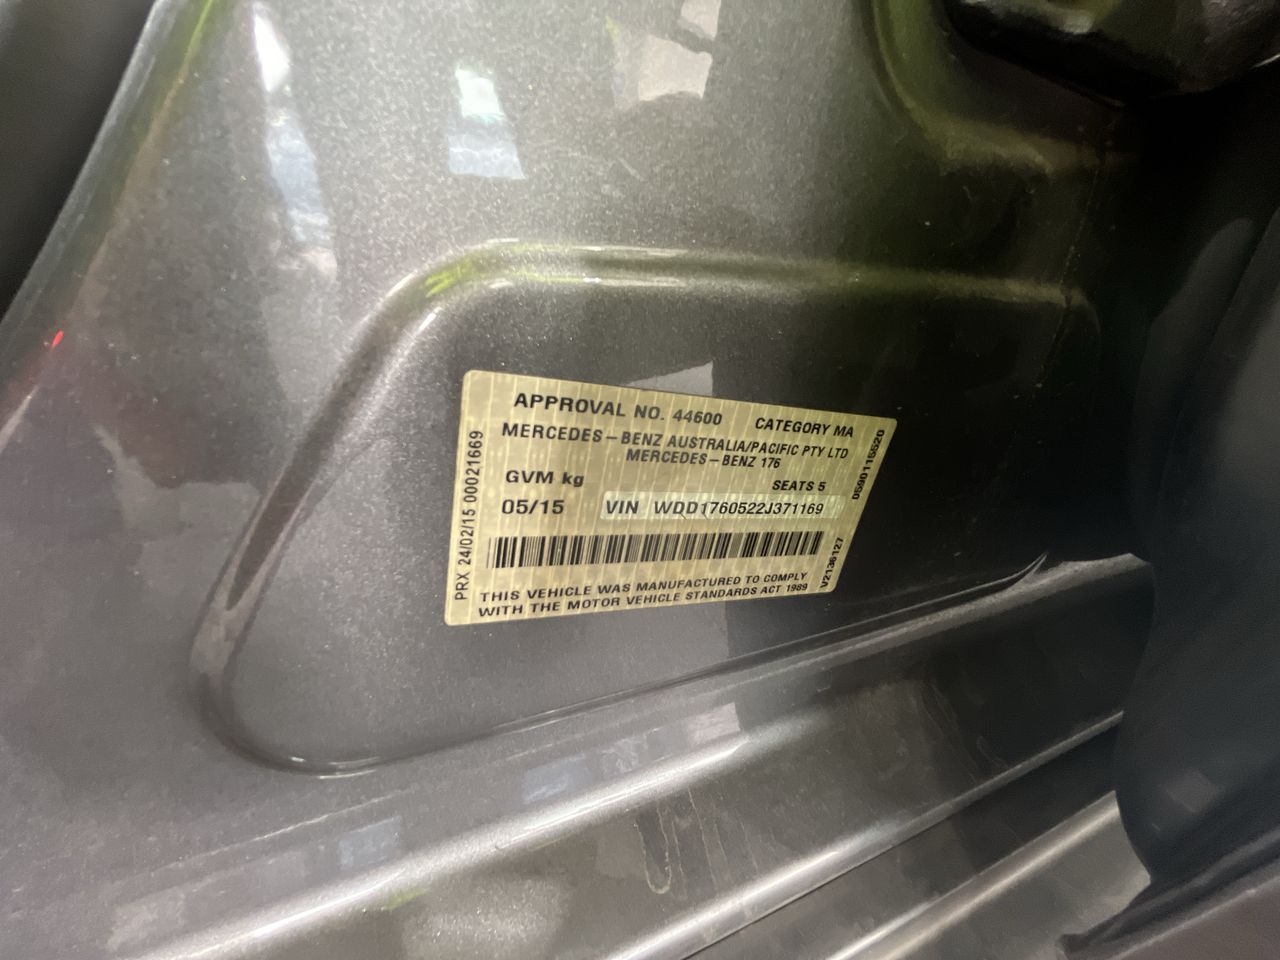 APPROVAL NO. 44600 CATEGORY MA
MERCEDES-BENZ AUSTRALIA/PACIFIC PTY LTD
MERCEDES-BENZ 176
GVM kg SEATS 5
05/15 VIN WDD1760522J371169
THIS VEHICLE WAS MANUFACTURED TO COMPLY
WITH THE MOTOR VEHICLE STANDARDS ACT 1989
PRX 24/02/15 00021669
0590115520
V2136127